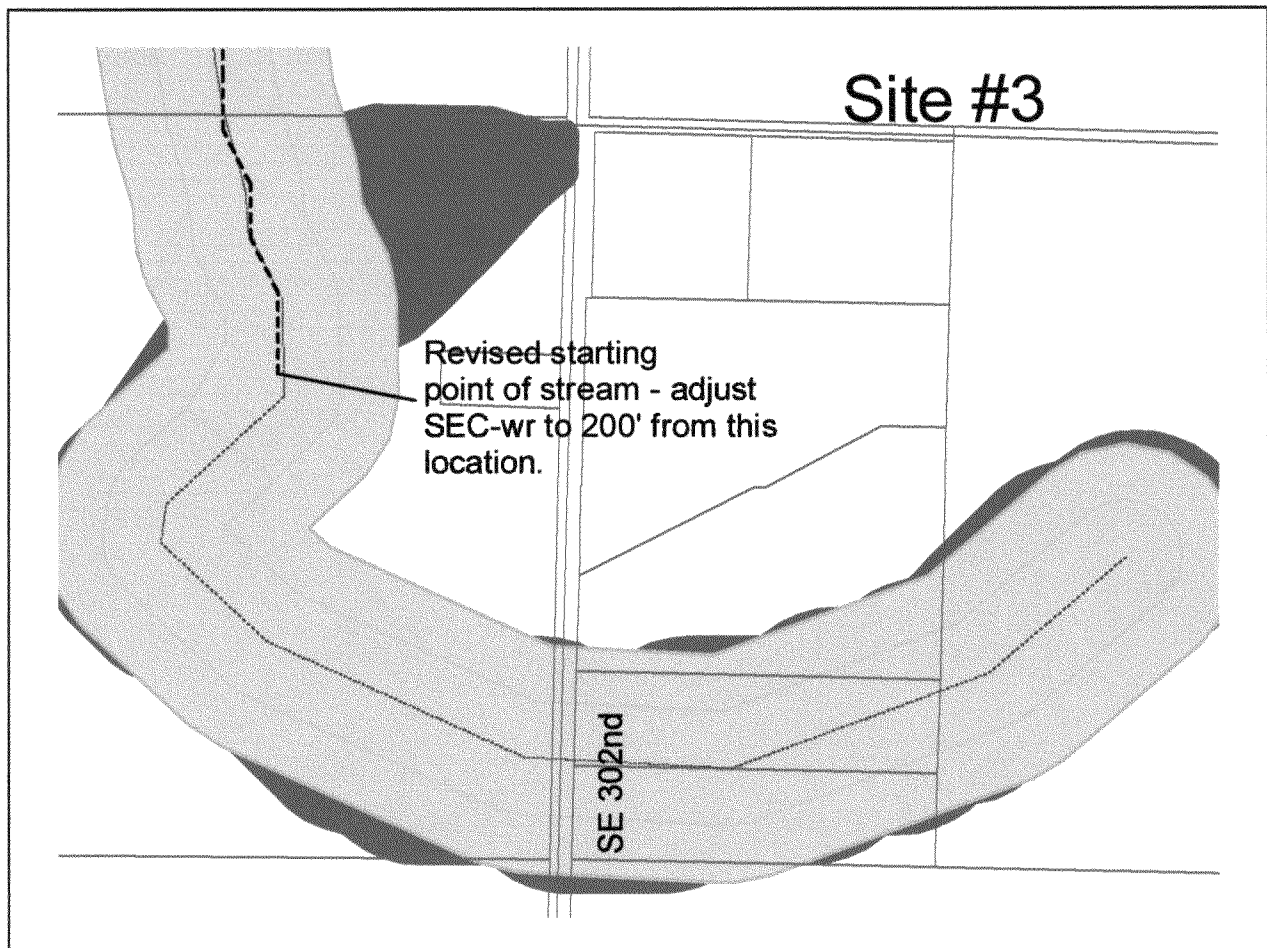 Site #3
Revised starting
point of stream - adjust
SEC-wr to 200' from this
location.
SE 302nd